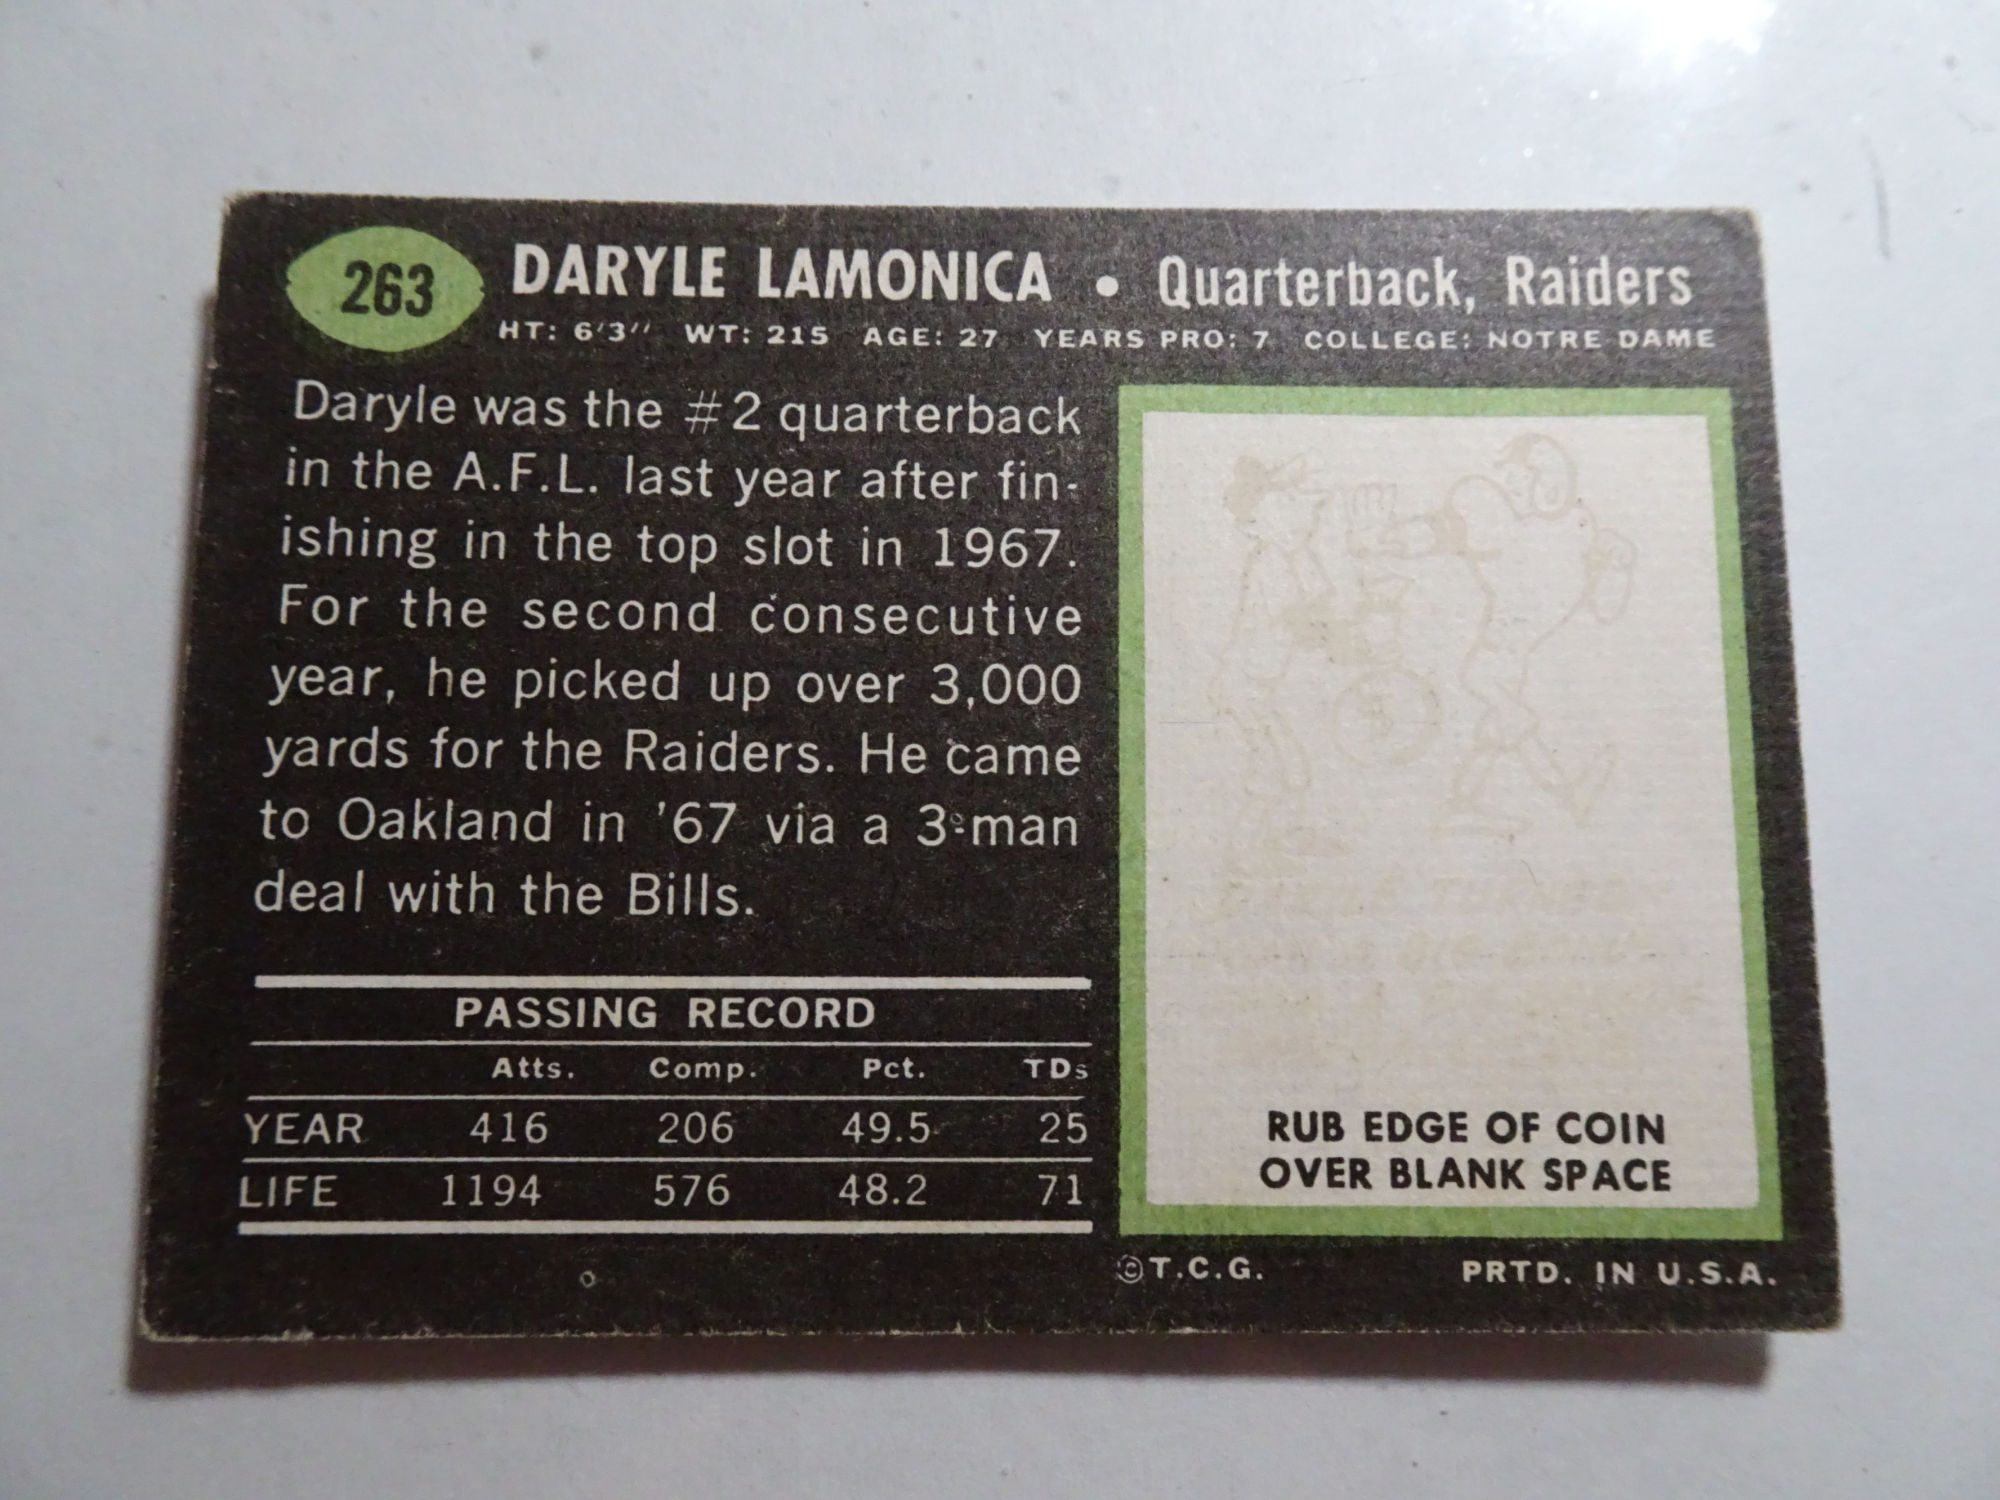 263
DARYLE LAMONICA • Quarterback, Raiders
HT: 6'3" WT: 215 AGE: 27 YEARS PRO: 7 COLLEGE: NOTRE DAME
Daryle was the #2 quarterback
in the A.F.L. last year after fin-
ishing in the top slot in 1967.
For the second consecutive
year, he picked up over 3,000
yards for the Raiders. He came
to Oakland in '67 via a 3-man
deal with the Bills.
PASSING RECORD
Atts. Comp. Pct. TDs
YEAR 416 206 49.5 25
LIFE 1194 576 48.2 71
RUB EDGE OF COIN
OVER BLANK SPACE
©T.C.G. PRTD. IN U.S.A.